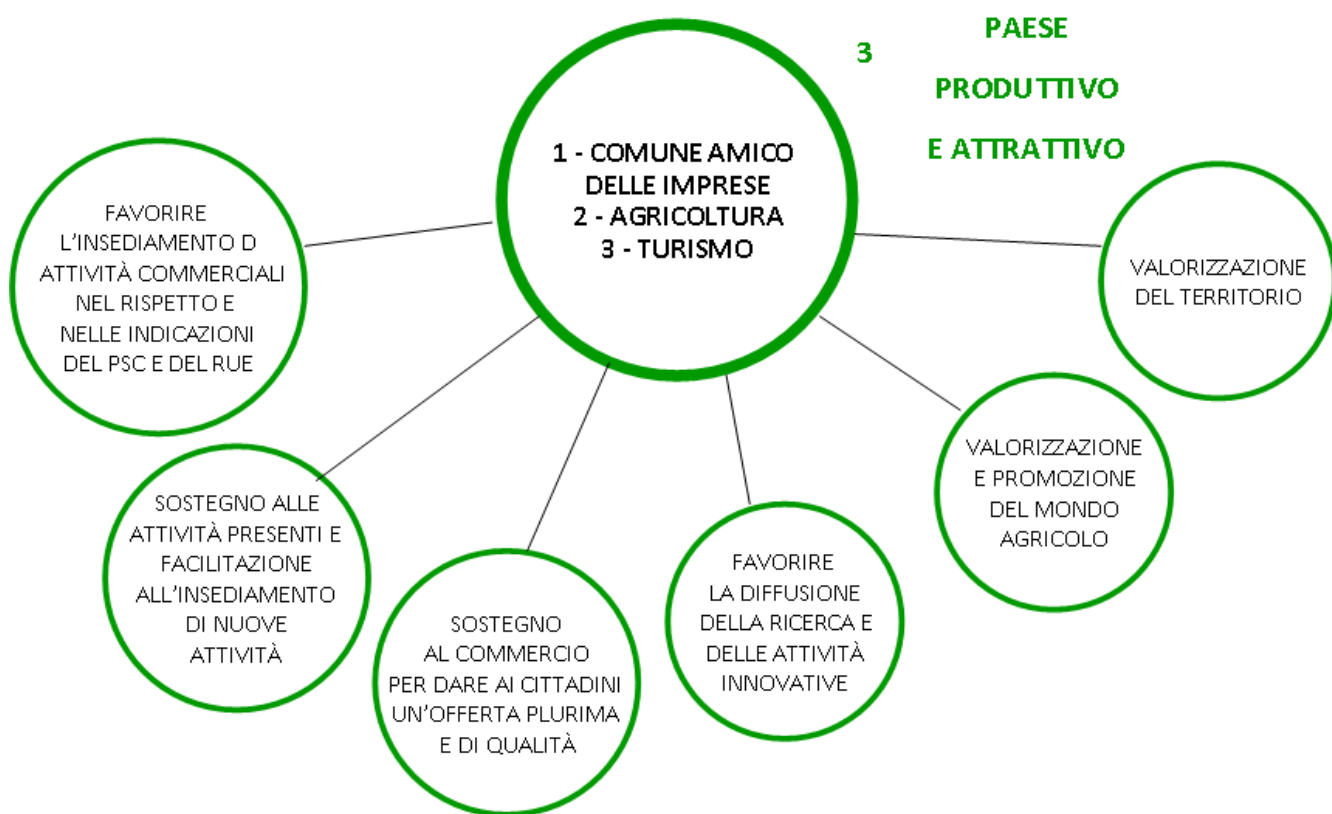 3
PAESE
PRODUTTIVO
E ATTRATTIVO
1 - COMUNE AMICO
DELLE IMPRESE
2 - AGRICOLTURA
3 - TURISMO
FAVORIRE
L'INSEDIAMENTO D
ATTIVITÀ COMMERCIALI
NEL RISPETTO E
NELLE INDICAZIONI
DEL PSC E DEL RUE
SOSTEGNO ALLE
ATTIVITÀ PRESENTI E
FACILITAZIONE
ALL'INSEDIAMENTO
DI NUOVE
ATTIVITÀ
SOSTEGNO
AL COMMERCIO
PER DARE AI CITTADINI
UN'OFFERTA PLURIMA
E DI QUALITÀ
FAVORIRE
LA DIFFUSIONE
DELLA RICERCA E
DELLE ATTIVITÀ
INNOVATIVE
VALORIZZAZIONE
E PROMOZIONE
DEL MONDO
AGRICOLO
VALORIZZAZIONE
DEL TERRITORIO